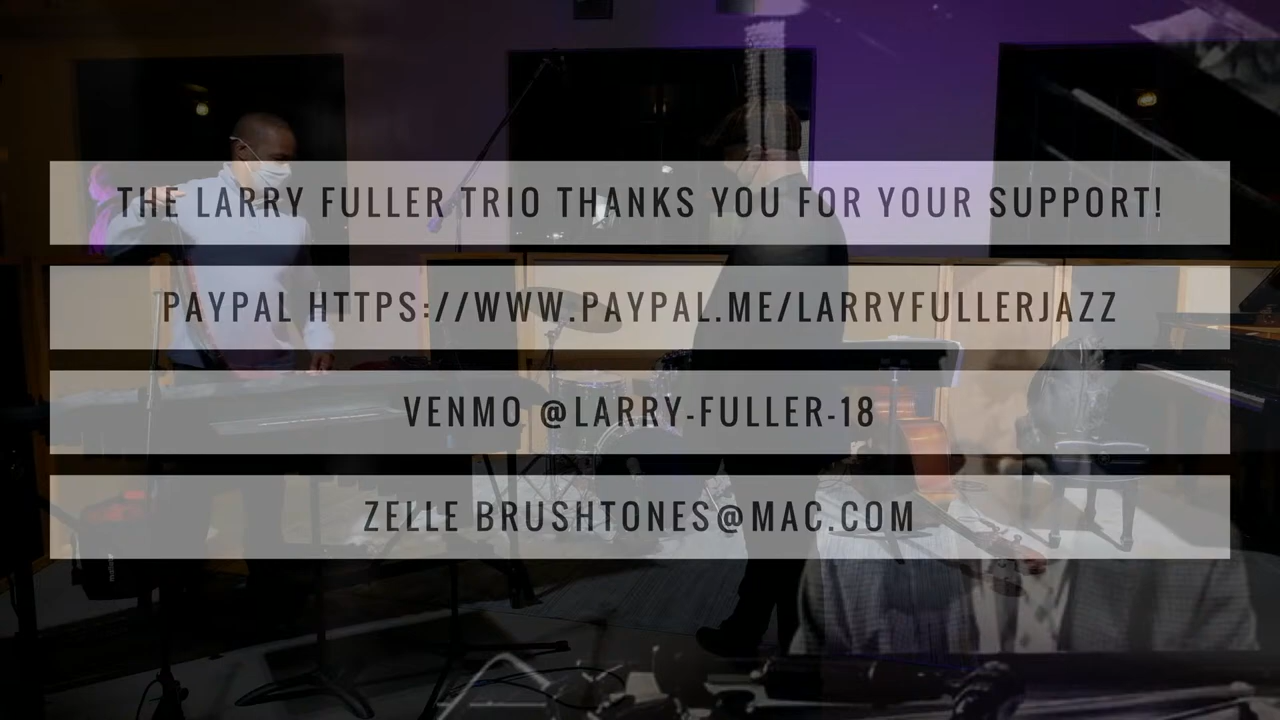 THE LARRY FULLER TRIO THANKS YOU FOR YOUR SUPPORT!
PAYPAL HTTPS://WWW.PAYPAL.ME/LARRYFULLERJAZZ
VENMO @LARRY-FULLER-18
ZELLE BRUSHTONES@MAC.COM